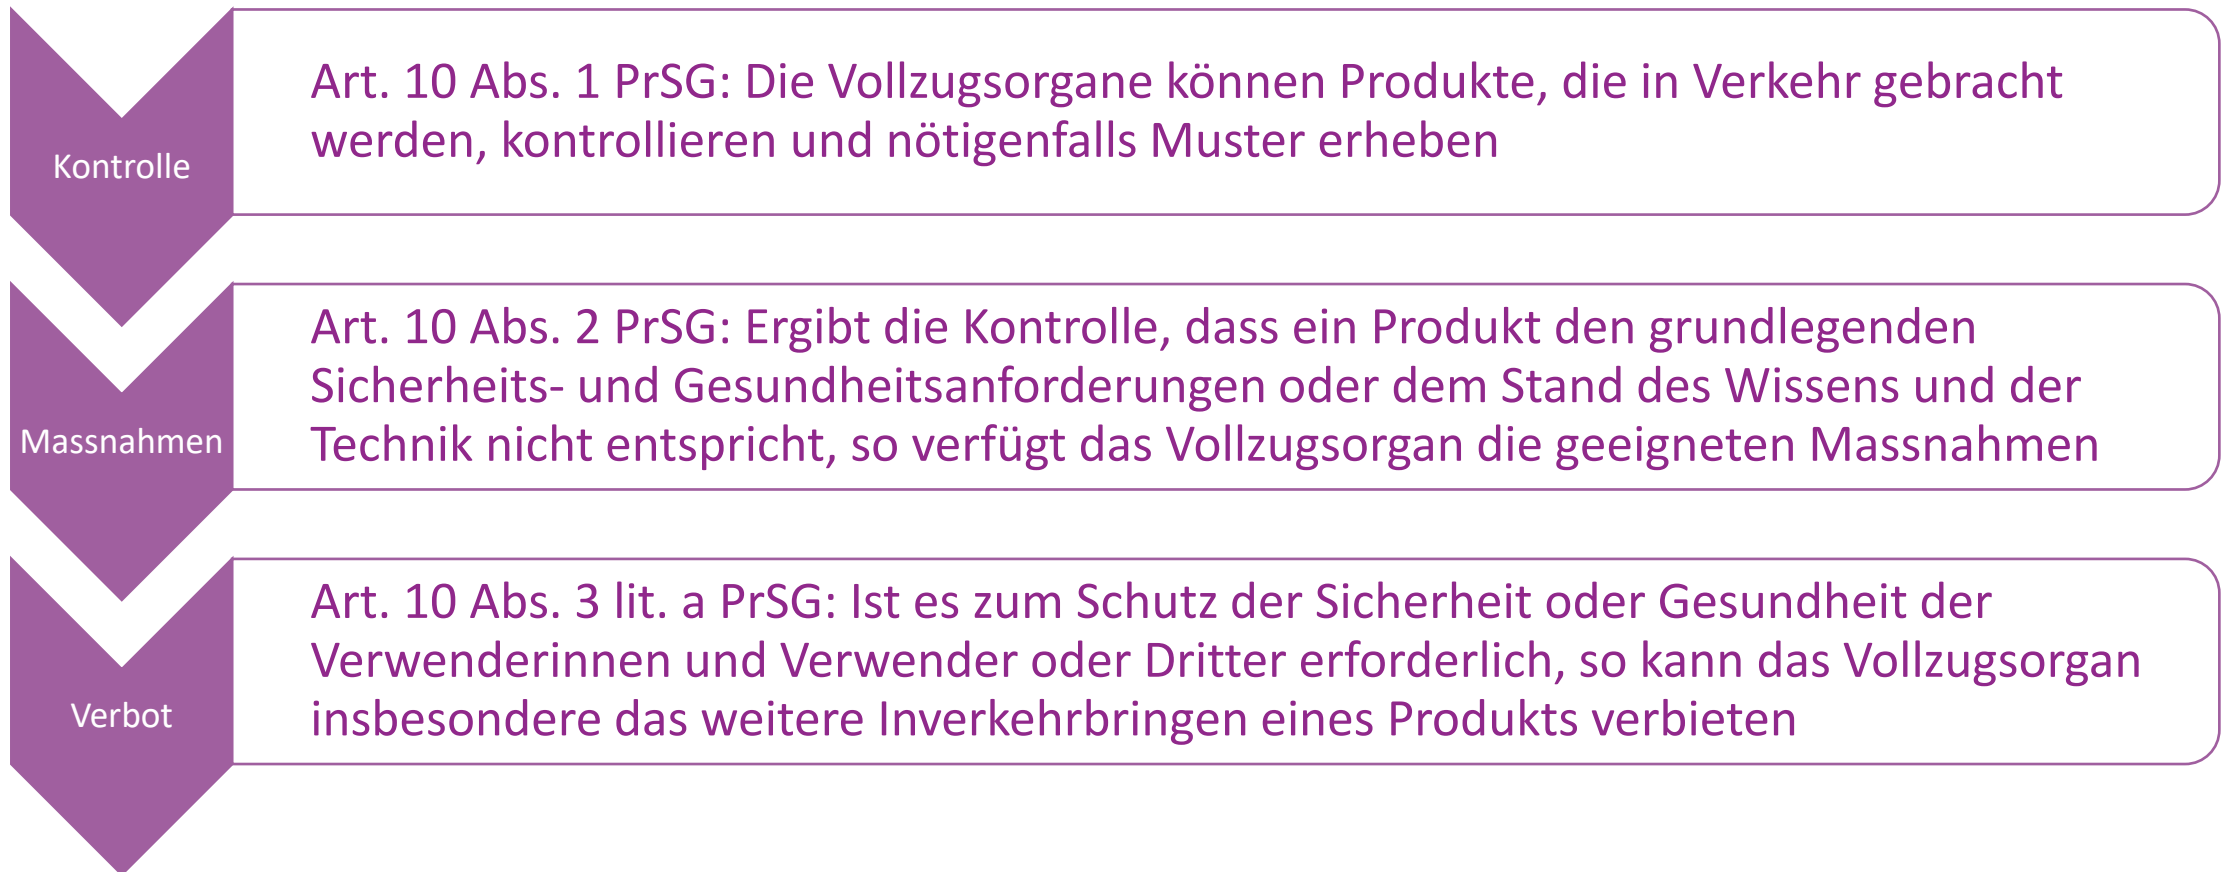 Kontrolle
Art. 10 Abs. 1 PrSG: Die Vollzugsorgane können Produkte, die in Verkehr gebracht
werden, kontrollieren und nötigenfalls Muster erheben
Massnahmen
Art. 10 Abs. 2 PrSG: Ergibt die Kontrolle, dass ein Produkt den grundlegenden
Sicherheits- und Gesundheitsanforderungen oder dem Stand des Wissens und der
Technik nicht entspricht, so verfügt das Vollzugsorgan die geeigneten Massnahmen
Verbot
Art. 10 Abs. 3 lit. a PrSG: Ist es zum Schutz der Sicherheit oder Gesundheit der
Verwenderinnen und Verwender oder Dritter erforderlich, so kann das Vollzugsorgan
insbesondere das weitere Inverkehrbringen eines Produkts verbieten